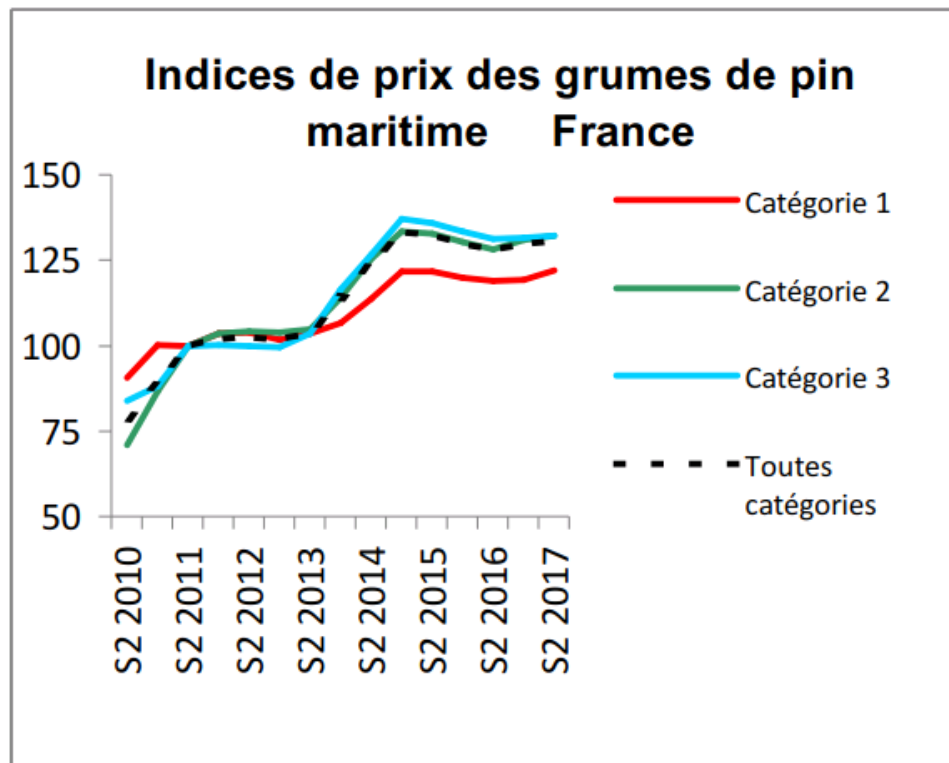 Indices de prix des grumes de pin
maritime France
150
125
100
75
50
S2 2010
S2 2011
S2 2012
S2 2013
S2 2014
S2 2015
S2 2016
S2 2017
Catégorie 1
Catégorie 2
Catégorie 3
Toutes
catégories